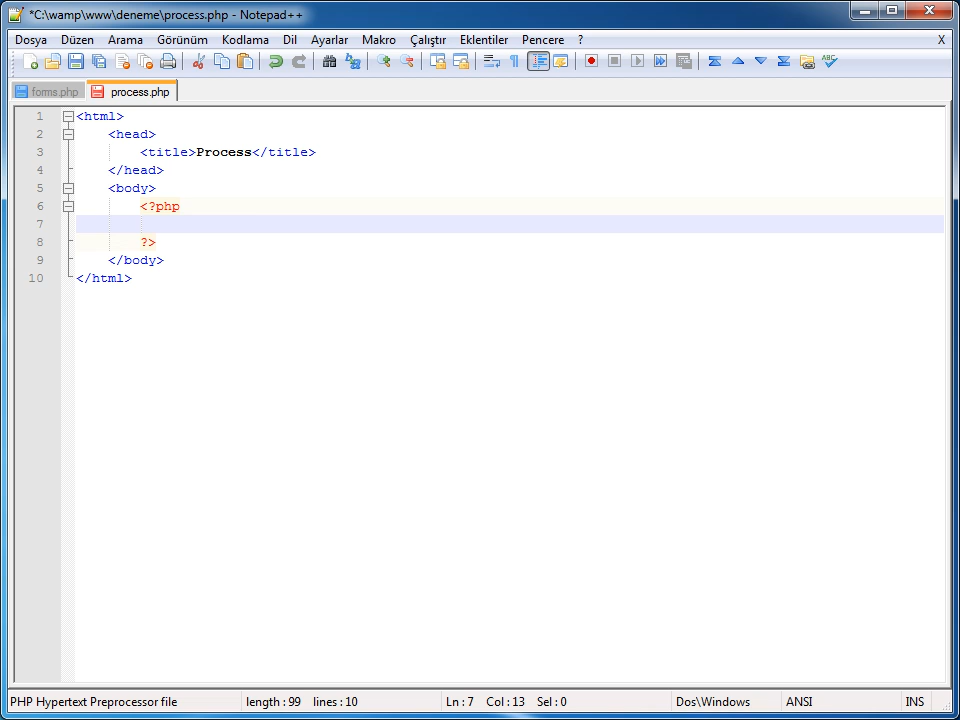 *C:\wamp\www\deneme\process.php - Notepad++
Dosya Düzen Arama Görünüm Kodlama Dil Ayarlar Makro Çalıştır Eklentiler Pencere ? X
forms.php process.php
1 <html>
2 <head>
3 <title>Process</title>
4 </head>
5 <body>
6 <?php
7
8 ?>
9 </body>
10 </html>
PHP Hypertext Preprocessor file length : 99 lines : 10 Ln : 7 Col : 13 Sel : 0 Dos\Windows ANSI INS